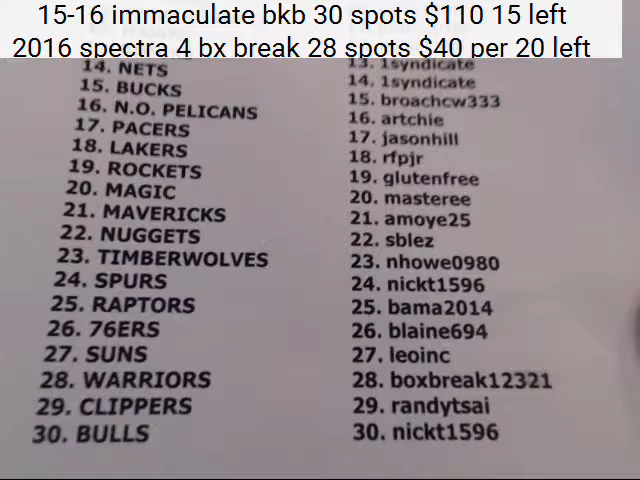 15-16 immaculate bkb 30 spots $110 15 left
2016 spectra 4 bx break 28 spots $40 per 20 left
13. 1syndicate
14. NETS
14. 1syndicate
15. BUCKS
15. broachcw333
16. N.O. PELICANS
16. artchie
17. PACERS
17. jasonhill
18. LAKERS
18. rfpjr
19. ROCKETS
19. glutenfree
20. MAGIC
20. masteree
21. MAVERICKS
21. amoye25
22. NUGGETS
22. sblez
23. TIMBERWOLVES
23. nhowe0980
24. SPURS
24. nickt1596
25. RAPTORS
25. bama2014
26. 76ERS
26. blaine694
27. SUNS
27. leoinc
28. WARRIORS
28. boxbreak12321
29. CLIPPERS
29. randytsai
30. BULLS
30. nickt1596